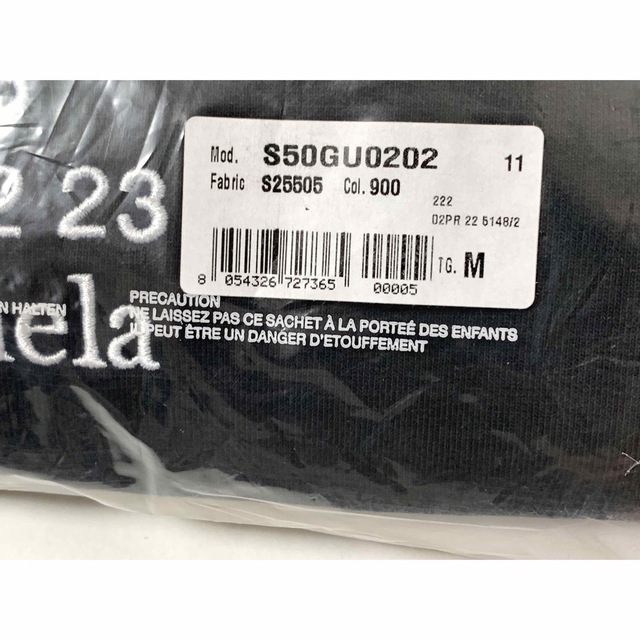 Mod. S50GU0202 11
Fabric S25505 Col. 900
222
02PR 22 5148/2
2 23
8 054326 727365 00005 TG. M
PRECAUTION
N HALTEN
NE LAISSEZ PAS CE SACHET À LA PORTEÉ DES ENFANTS
IL PEUT ÊTRE UN DANGER D'ETOUFFEMENT
ela